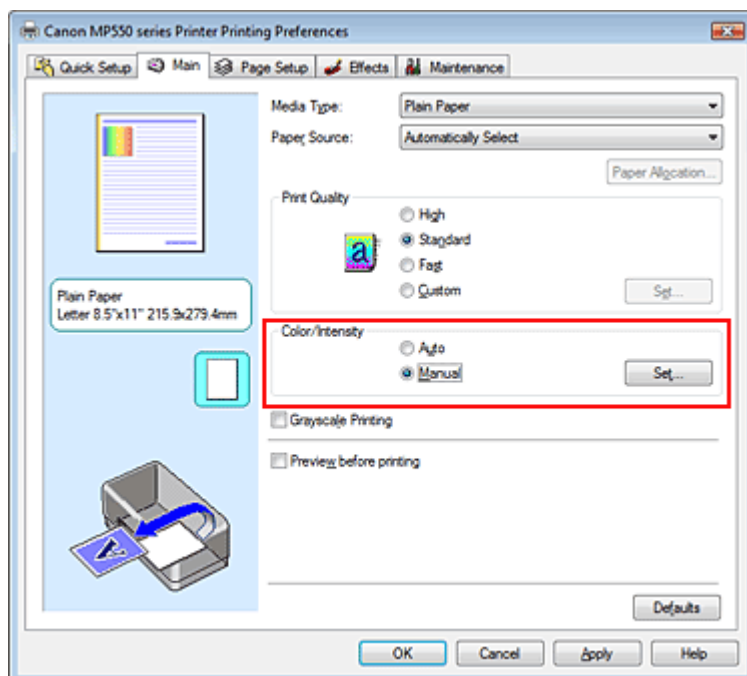 Canon MP550 series Printer Printing Preferences
Quick Setup Main Page Setup Effects Maintenance
Media Type: Plain Paper
Paper Source: Automatically Select
Paper Allocation...
Print Quality
High
a Standard
Fast
Custom Set...
Plain Paper
Letter 8.5"x11" 215.9x279.4mm
Color/Intensity
Auto
Manual Set...
Grayscale Printing
Preview before printing
A
Defaults
OK Cancel Apply Help